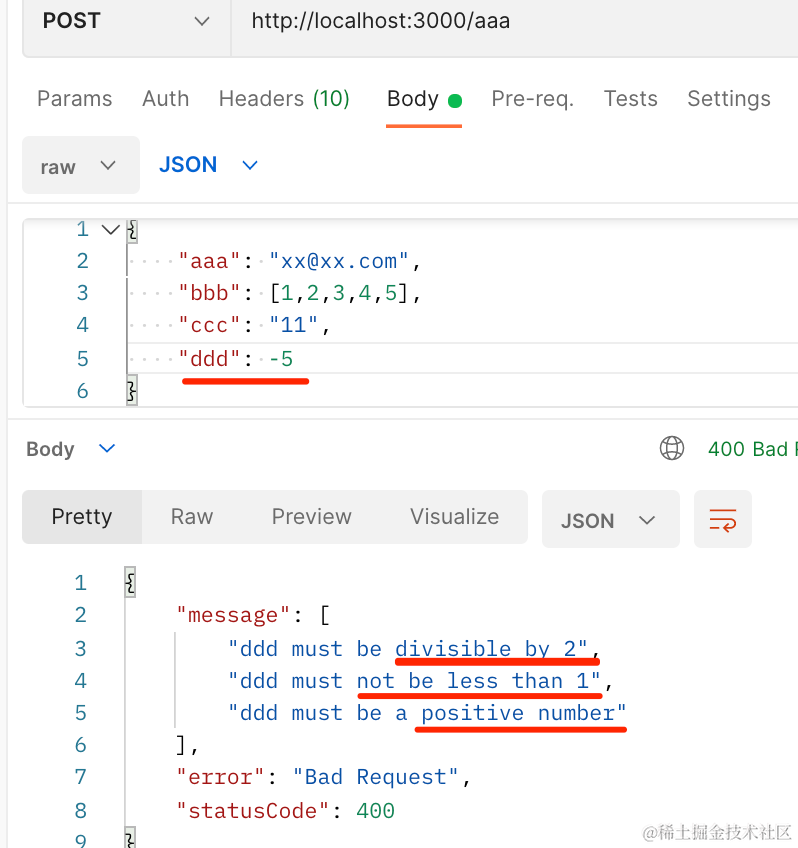 POST http://localhost:3000/aaa
Params Auth Headers (10) Body Pre-req. Tests Settings
raw JSON
1 {
2 "aaa": "xx@xx.com",
3 "bbb": [1,2,3,4,5],
4 "ccc": "11",
5 "ddd": -5
6 }
Body 400 Bad
Pretty Raw Preview Visualize JSON
1 {
2 "message": [
3 "ddd must be divisible by 2",
4 "ddd must not be less than 1",
5 "ddd must be a positive number"
6 ],
7 "error": "Bad Request",
8 "statusCode": 400
9 }
@稀土掘金技术社区